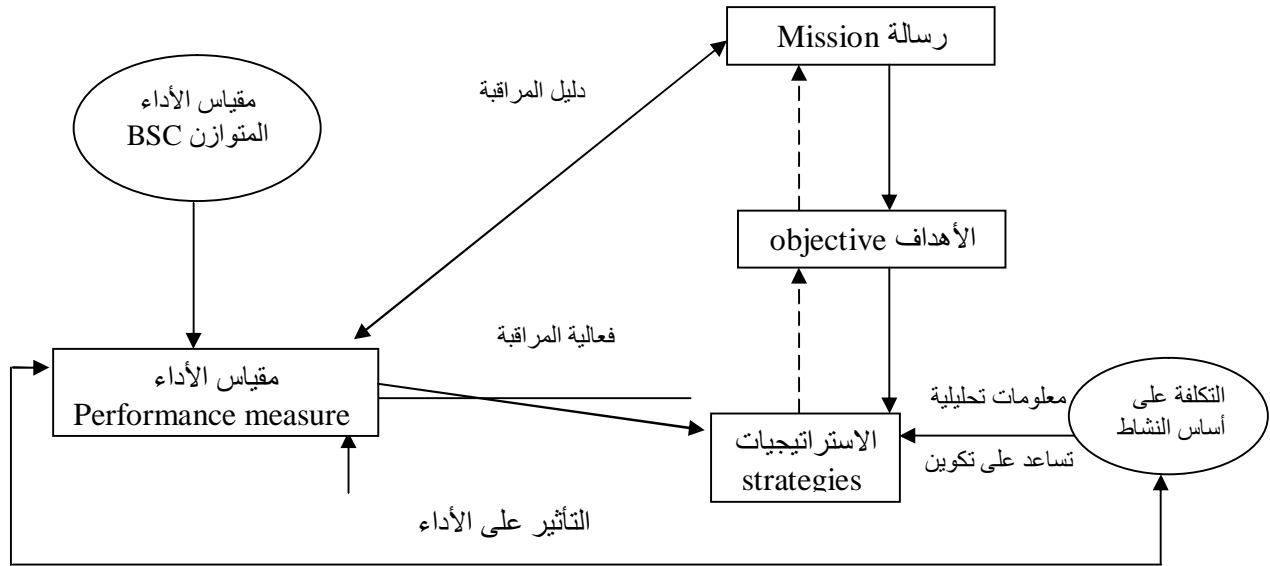 رسالة Mission
دليل المراقبة
مقياس الأداء
المتوازن BSC
الأهداف objective
فعالية المراقبة
مقياس الأداء
Performance measure
التكلفة على
أساس النشاط
معلومات تحليلية
تساعد على تكوين
الاستراتيجيات
strategies
التأثير على الأداء